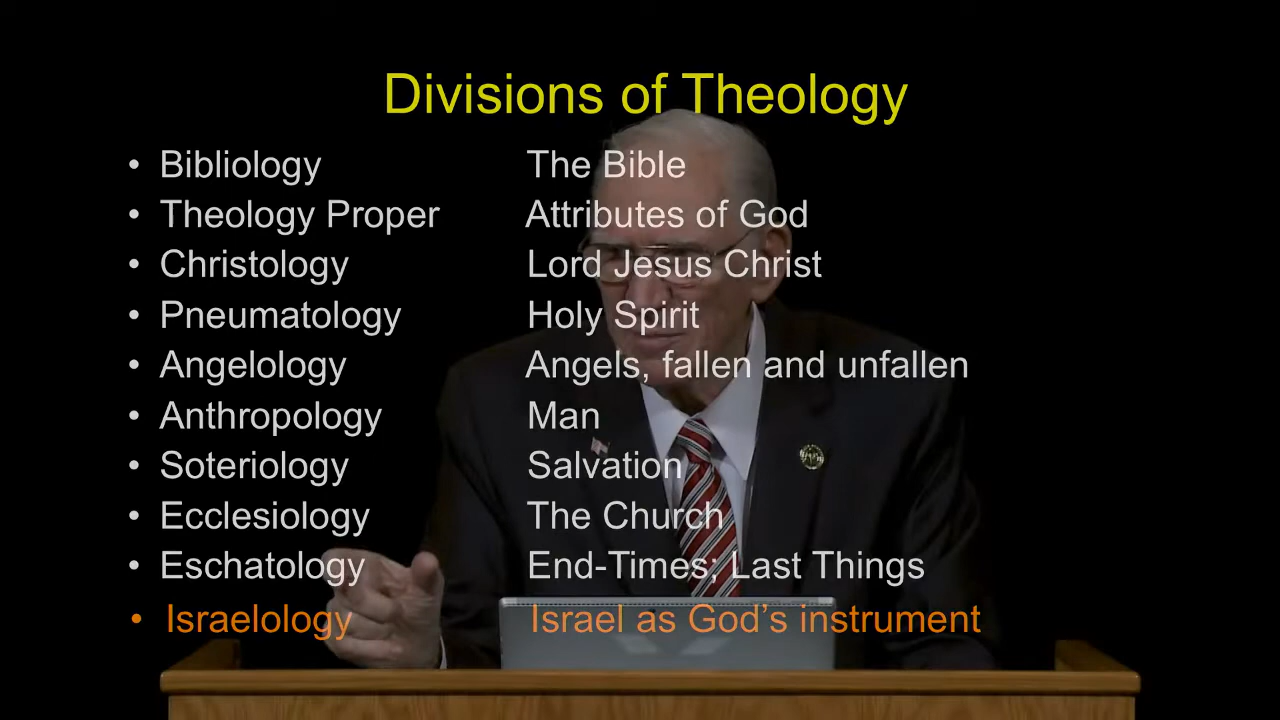 Divisions of Theology
• Bibliology The Bible
• Theology Proper Attributes of God
• Christology Lord Jesus Christ
• Pneumatology Holy Spirit
• Angelology Angels, fallen and unfallen
• Anthropology Man
• Soteriology Salvation
• Ecclesiology The Church
• Eschatology End-Times; Last Things
• Israelology Israel as God’s instrument